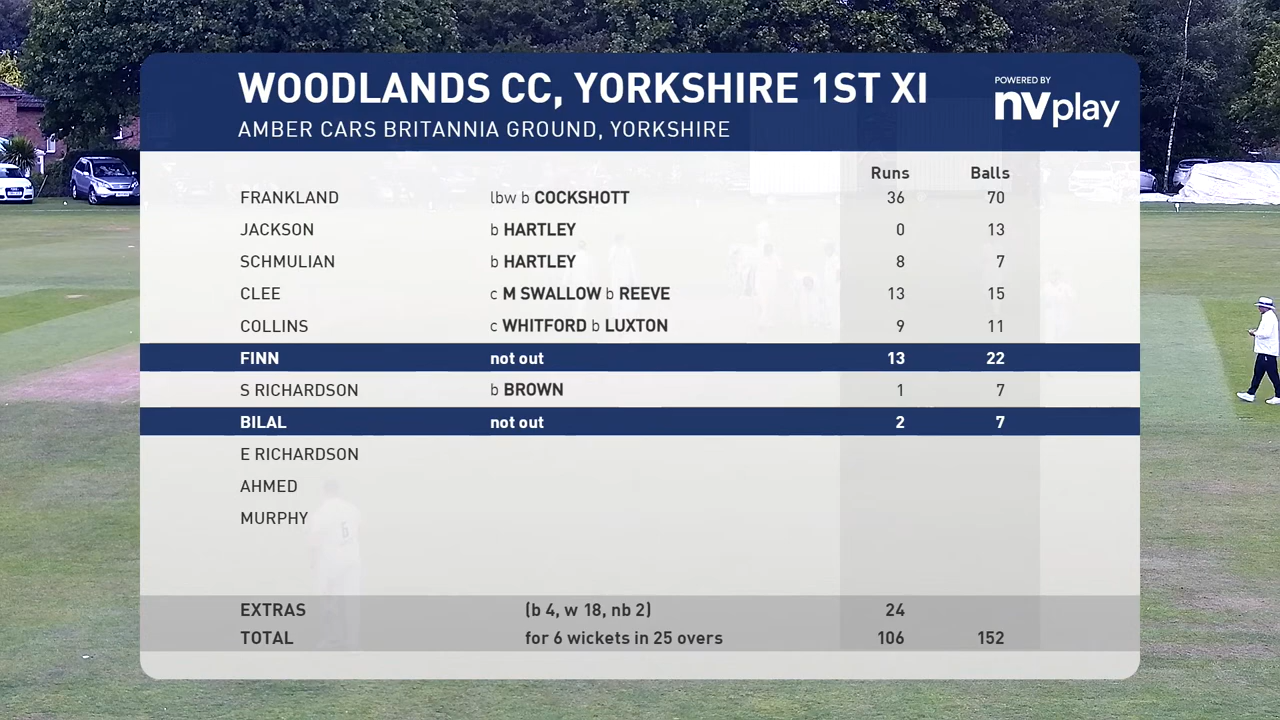 WOODLANDS CC, YORKSHIRE 1ST XI
POWERED BY
nvplay
AMBER CARS BRITANNIA GROUND, YORKSHIRE
Runs Balls
FRANKLAND lbw b COCKSHOTT 36 70
JACKSON b HARTLEY 0 13
SCHMULIAN b HARTLEY 8 7
CLEE c M SWALLOW b REEVE 13 15
COLLINS c WHITFORD b LUXTON 9 11
FINN not out 13 22
S RICHARDSON b BROWN 1 7
BILAL not out 2 7
E RICHARDSON
AHMED
MURPHY
EXTRAS (b 4, w 18, nb 2) 24
TOTAL for 6 wickets in 25 overs 106 152